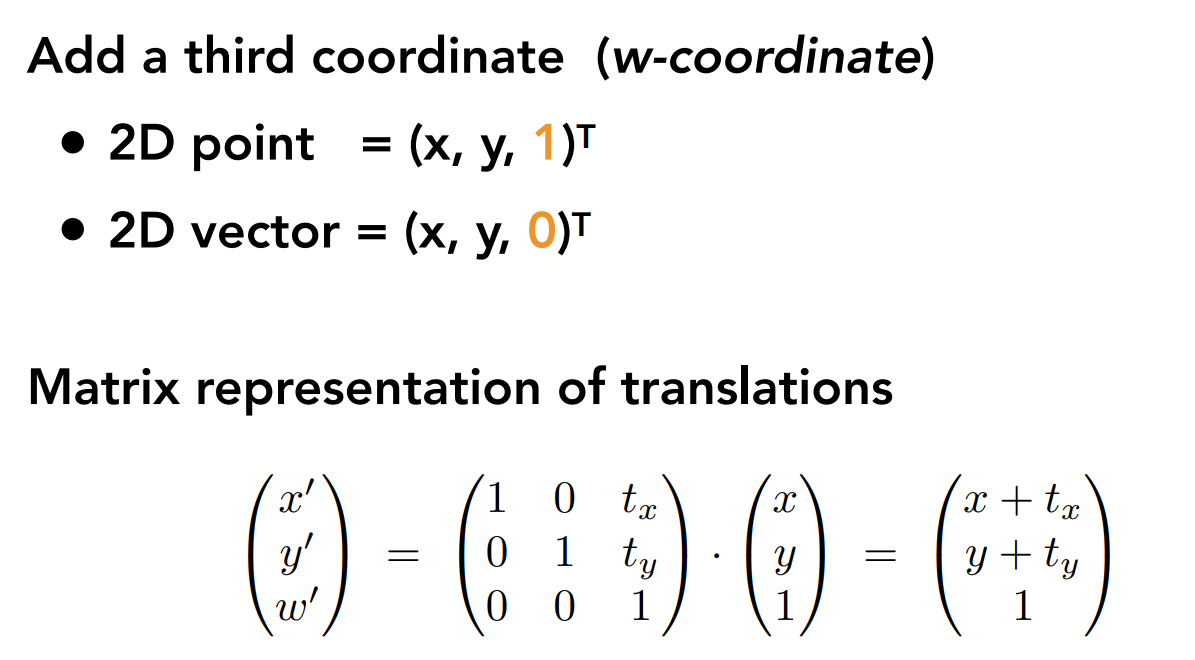 Add a third coordinate (w-coordinate)
• 2D point = (x, y, 1)ᵀ
• 2D vector = (x, y, 0)ᵀ
Matrix representation of translations
$$\begin{pmatrix} x' \\ y' \\ w' \end{pmatrix} = \begin{pmatrix} 1 & 0 & t_x \\ 0 & 1 & t_y \\ 0 & 0 & 1 \end{pmatrix} \cdot \begin{pmatrix} x \\ y \\ 1 \end{pmatrix} = \begin{pmatrix} x + t_x \\ y + t_y \\ 1 \end{pmatrix}$$